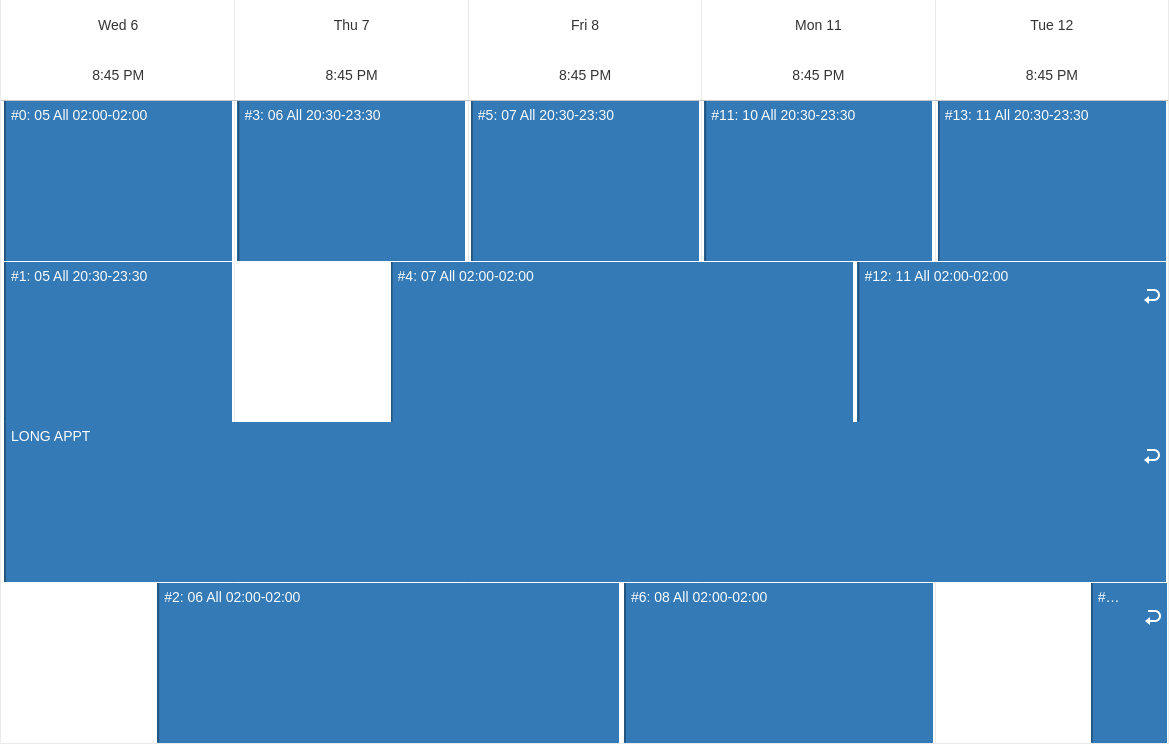 Wed 6 Thu 7 Fri 8 Mon 11 Tue 12
8:45 PM 8:45 PM 8:45 PM 8:45 PM 8:45 PM
#0: 05 All 02:00-02:00 #3: 06 All 20:30-23:30 #5: 07 All 20:30-23:30 #11: 10 All 20:30-23:30 #13: 11 All 20:30-23:30
#1: 05 All 20:30-23:30 #4: 07 All 02:00-02:00 #12: 11 All 02:00-02:00
LONG APPT
#2: 06 All 02:00-02:00 #6: 08 All 02:00-02:00 #…